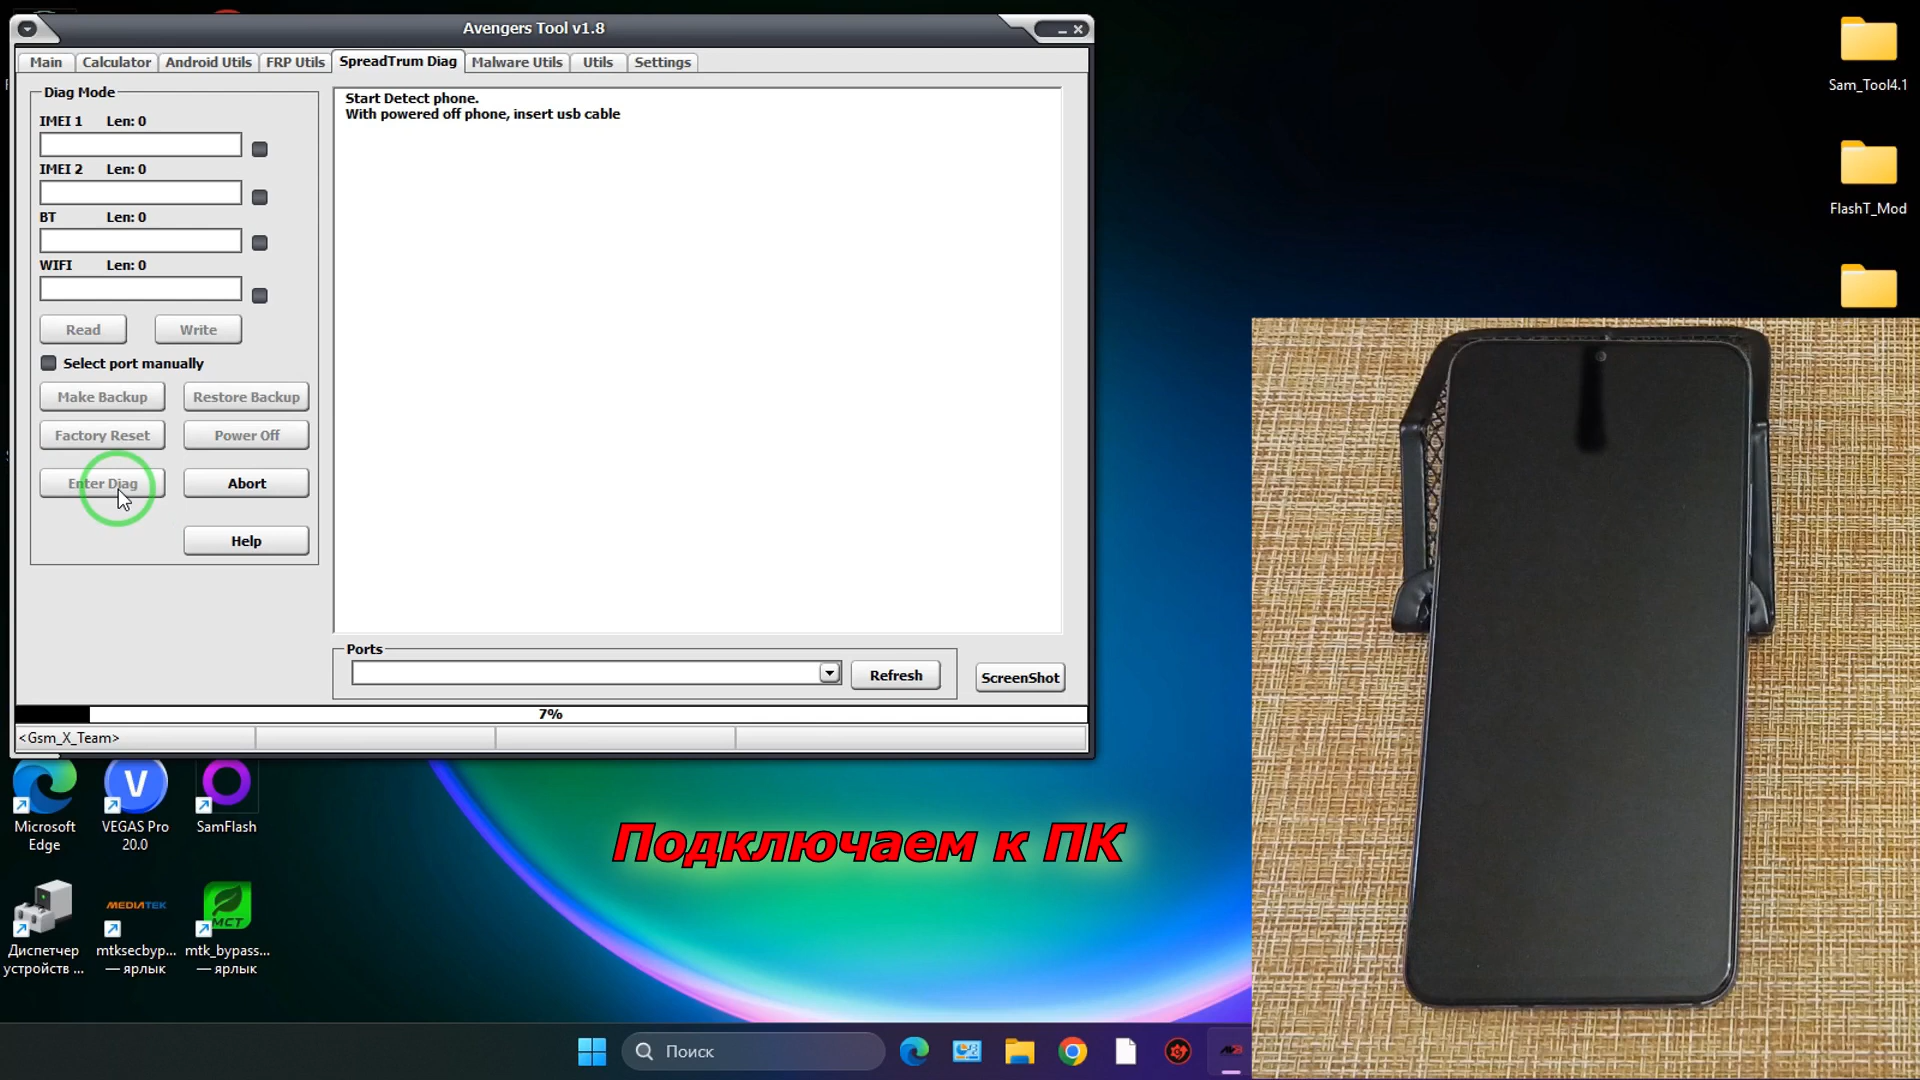 Avengers Tool v1.8
Main
Calculator
Android Utils
FRP Utils
SpreadTrum Diag
Malware Utils
Utils
Settings
Diag Mode
IMEI 1 Len: 0
IMEI 2 Len: 0
BT Len: 0
WIFI Len: 0
Read
Write
Select port manually
Make Backup
Restore Backup
Factory Reset
Power Off
Enter Diag
Abort
Help
Start Detect phone.
With powered off phone, insert usb cable
Ports
Refresh
ScreenShot
7%
<Gsm_X_Team>
Sam_Tool4.1
FlashT_Mod
Microsoft
Edge
V
VEGAS Pro
20.0
SamFlash
Диспетчер
устройств ...
MEDIATEK
mtksecbyp...
— ярлык
MCT
mtk_bypass...
— ярлык
Подключаем к ПК
Поиск